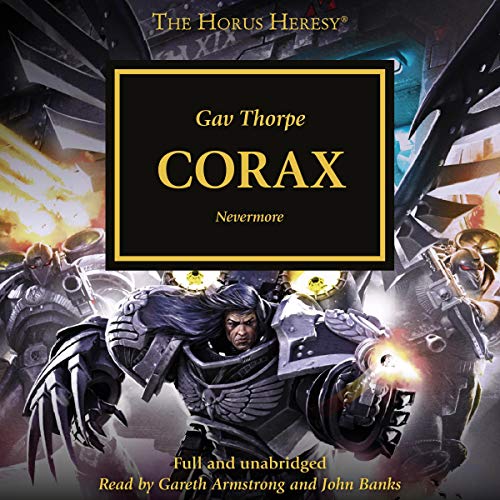 THE HORUS HERESY®
Gav Thorpe
CORAX
Nevermore
Full and unabridged
Read by Gareth Armstrong and John Banks